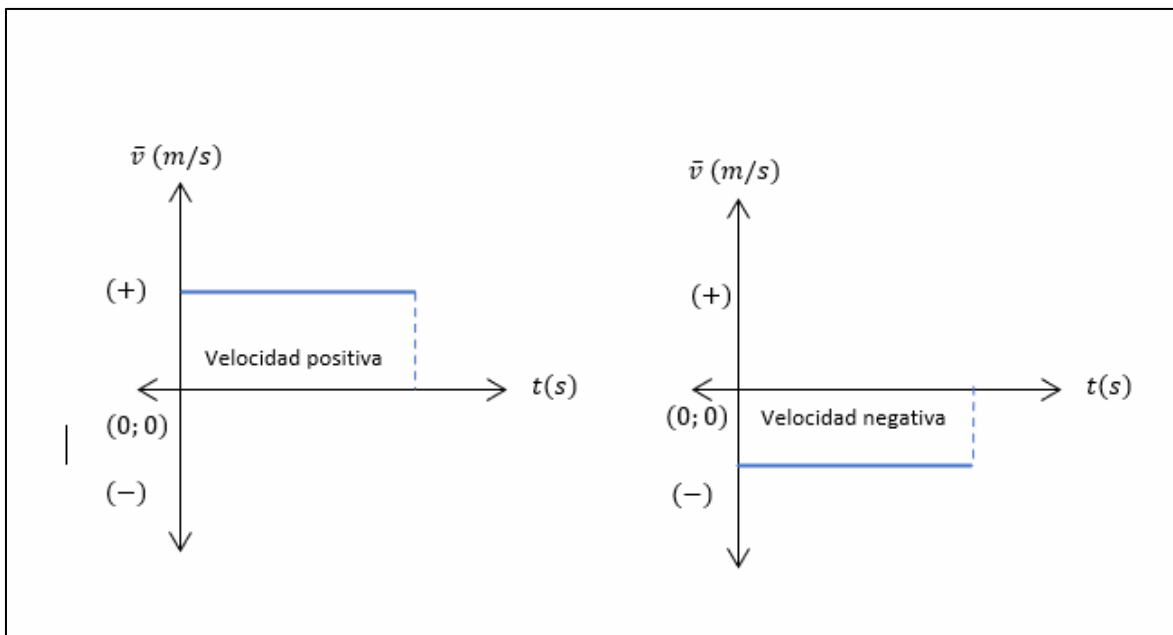 v̄ (m/s)
(+)
Velocidad positiva
t(s)
(0; 0)
(−)
v̄ (m/s)
(+)
t(s)
(0; 0)
Velocidad negativa
(−)